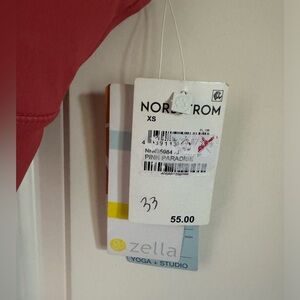 NORDSTROM
XS
PINK PARADISE
33
55.00
zella
YOGA + STUDIO